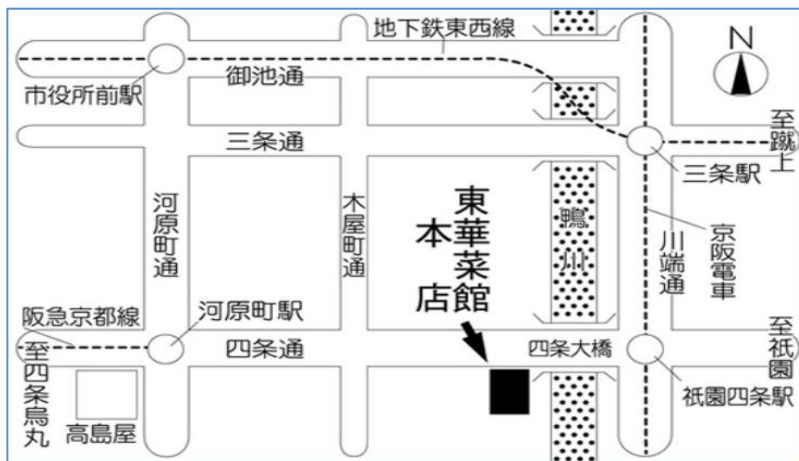 地下鉄東西線
N
市役所前駅
御池通
至蹴上
三条通
三条駅
河原町通
木屋町通
東華菜館
本店
鴨川
川端通
京阪電車
阪急京都線
河原町駅
至四条烏丸
四条通
四条大橋
至祇園
高島屋
祇園四条駅